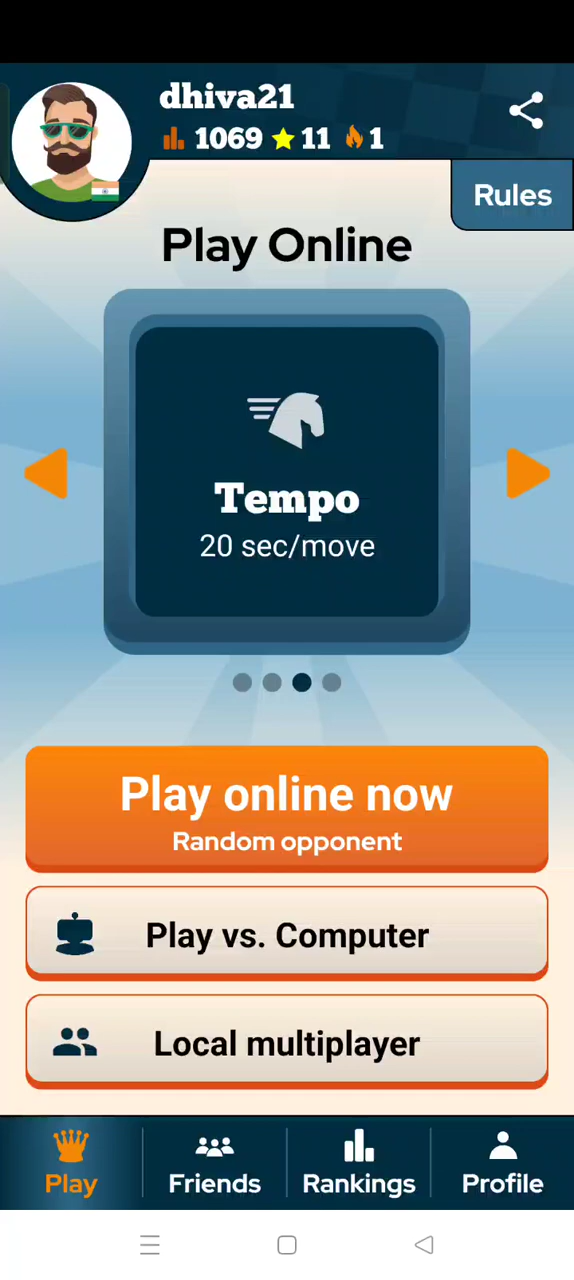 dhiva21
1069 11 1
Rules
Play Online
Tempo
20 sec/move
Play online now
Random opponent
Play vs. Computer
Local multiplayer
Play Friends Rankings Profile